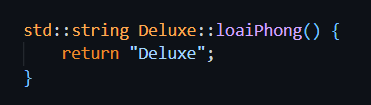 std::string Deluxe::loaiPhong() {
    return "Deluxe";
}